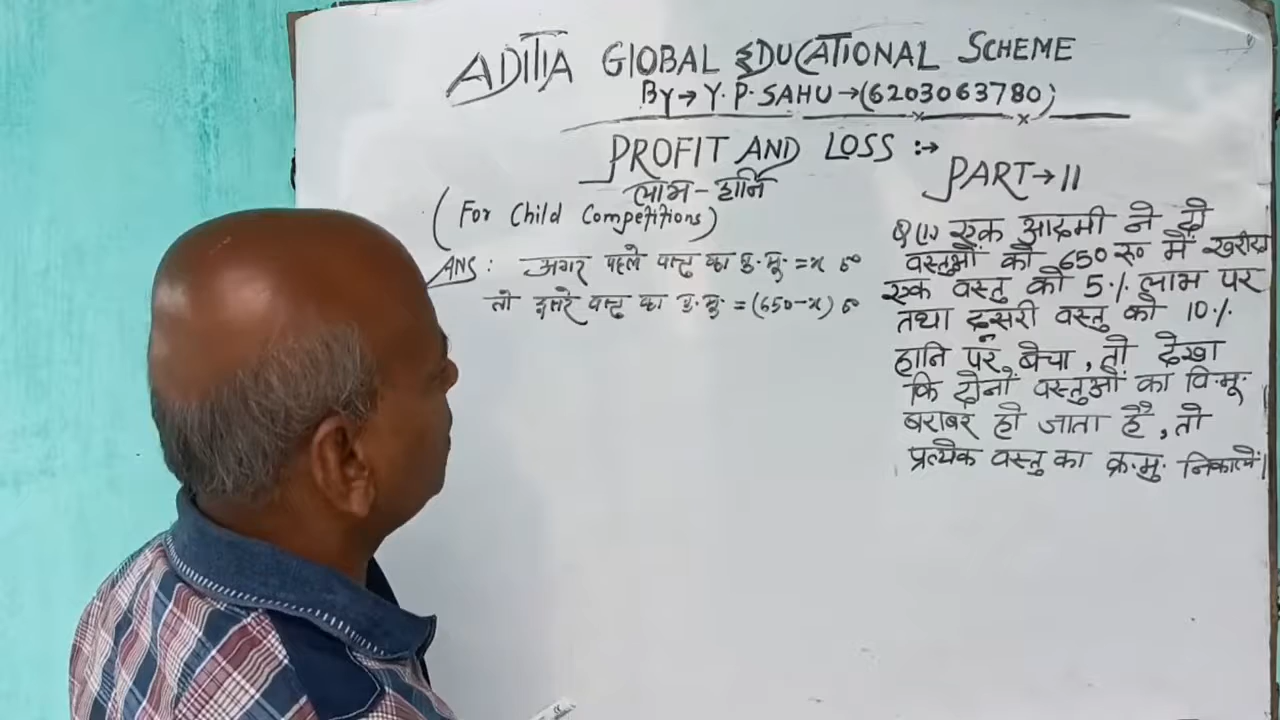 ADITIA GLOBAL EDUCATIONAL SCHEME
By → Y. P. SAHU → (6203063780)
PROFIT AND LOSS :→
लाभ - हानि
PART → II
(For Child Competitions)
Q(1) एक आदमी ने दो
वस्तुओं को 650 रु० में खरीदा
एक वस्तु को 5% लाभ पर
तथा दूसरी वस्तु को 10%
हानि पर बेचा, तो देखा
कि दोनों वस्तुओं का वि.मू.
बराबर हो जाता है, तो
प्रत्येक वस्तु का क्र.मू. निकालें।
ANS : अगर पहले वस्तु का क्र.मू. = x रु०
तो दूसरे वस्तु का क्र.मू. = (650-x) रु०